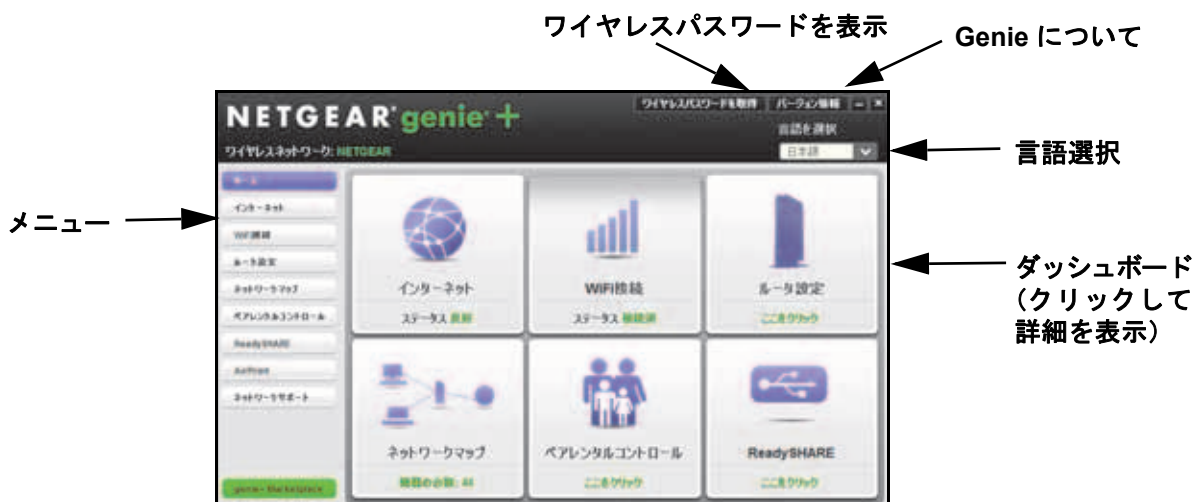 ワイヤレスパスワードを表示
Genie について
NETGEAR genie +
ワイヤレスパスワードを取得
バージョン情報
言語を選択
ワイヤレスネットワーク: NETGEAR
日本語
言語選択
メニュー
ホーム
インターネット
WiFi接続
ルータ設定
ネットワークマップ
ペアレンタルコントロール
ReadySHARE
AirPrint
ネットワークサポート
genie+ Marketplace
インターネット
ステータス 良好
WiFi接続
ステータス 接続済
ルータ設定
ここをクリック
ダッシュボード
(クリックして
詳細を表示)
ネットワークマップ
ペアレンタルコントロール
ここをクリック
ReadySHARE
ここをクリック